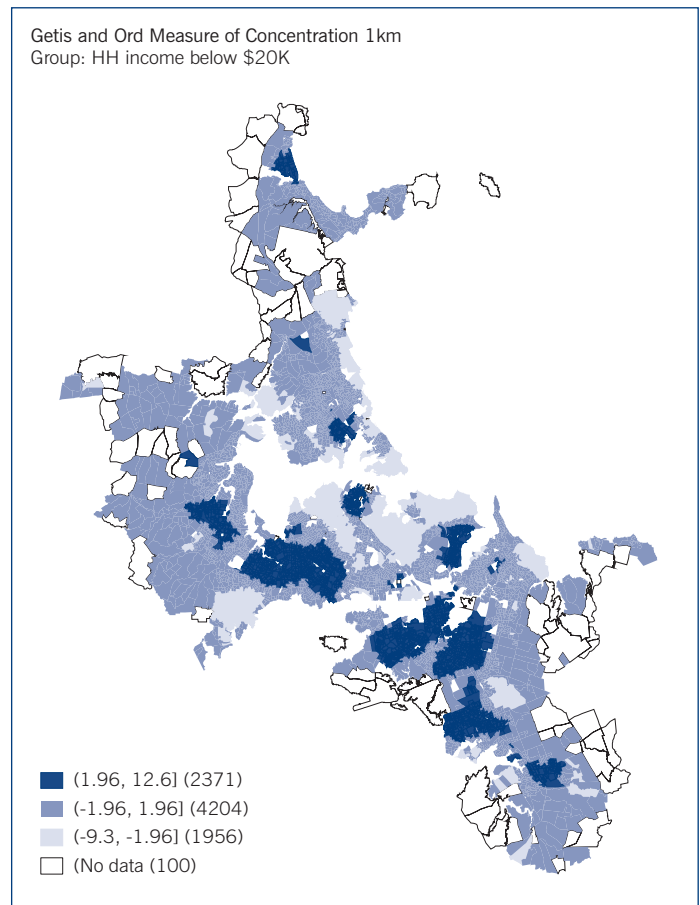 Getis and Ord Measure of Concentration 1km
Group: HH income below $20K
(1.96, 12.6] (2371)
(-1.96, 1.96] (4204)
(-9.3, -1.96] (1956)
(No data (100)